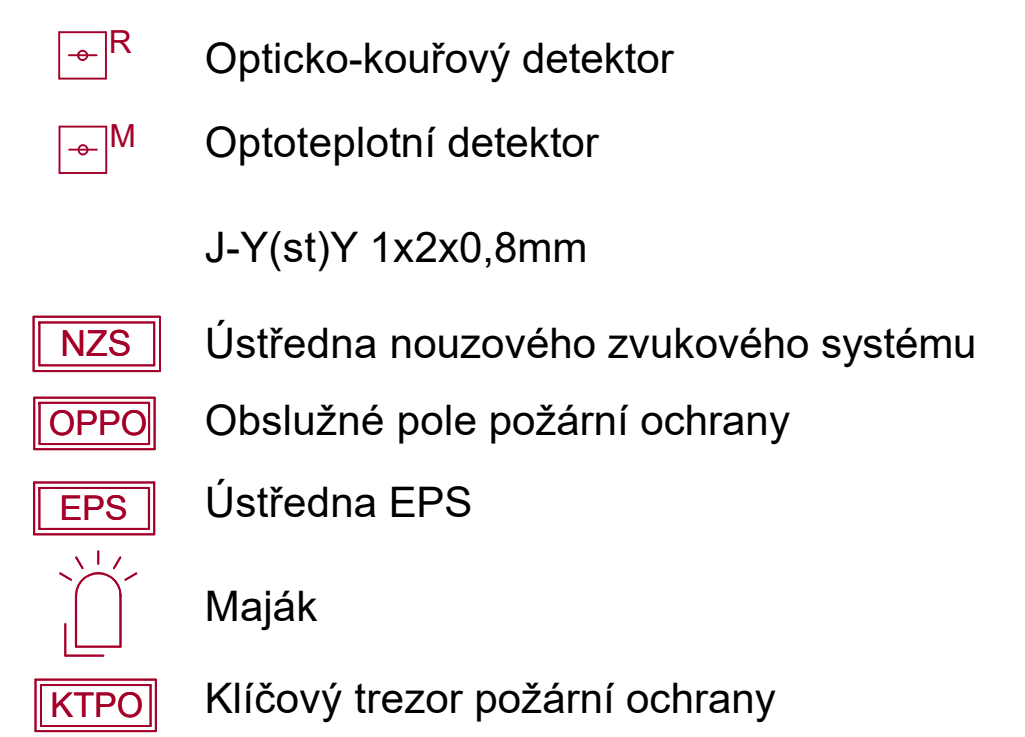 R Opticko-kouřový detektor
M Optoteplotní detektor
J-Y(st)Y 1x2x0,8mm
NZS Ústředna nouzového zvukového systému
OPPO Obslužné pole požární ochrany
EPS Ústředna EPS
Maják
KTPO Klíčový trezor požární ochrany